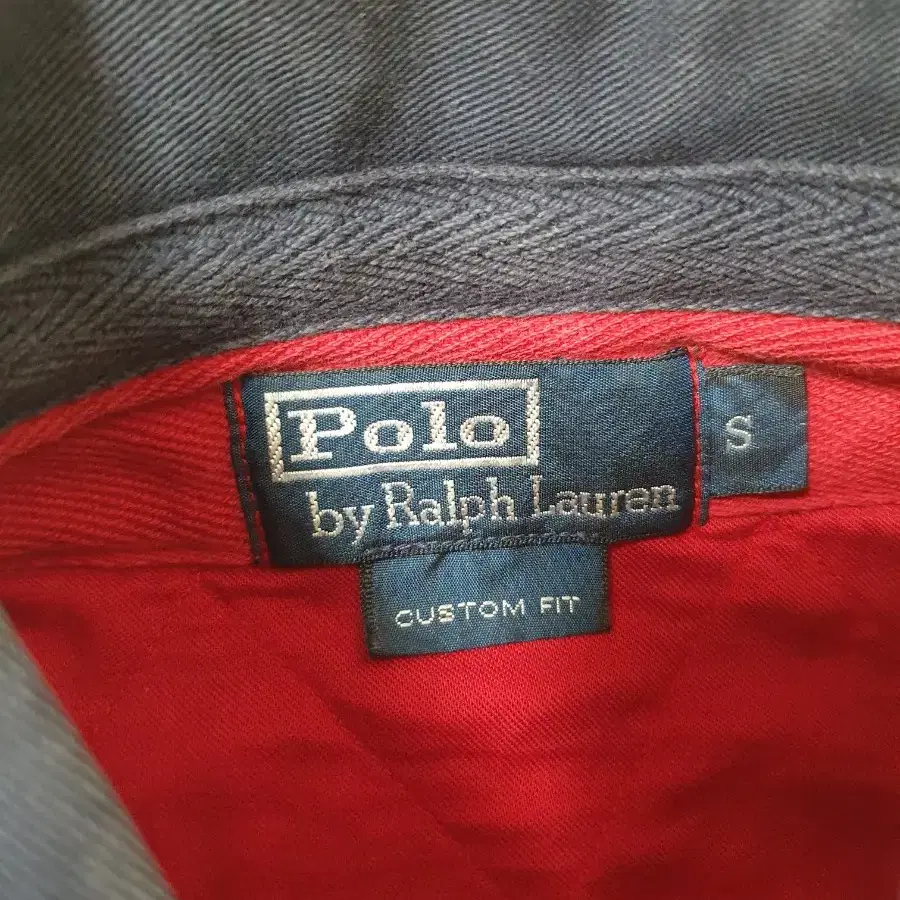 Polo
by Ralph Lauren
S
CUSTOM FIT